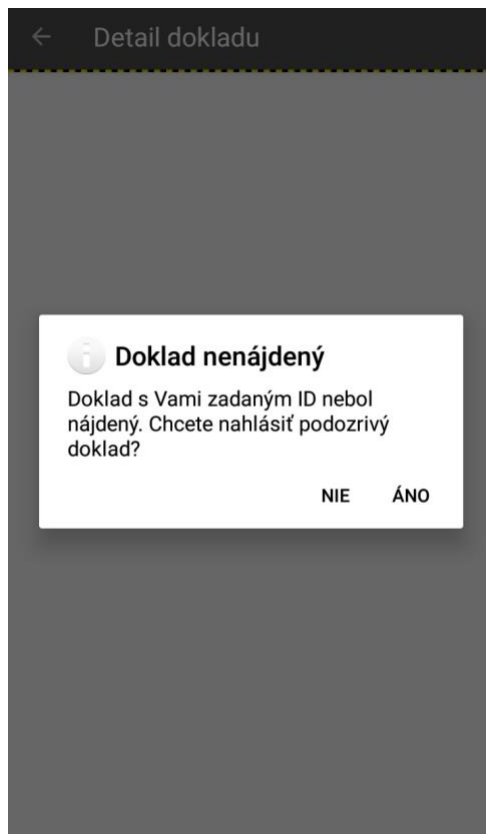 Detail dokladu
Doklad nenájdený
Doklad s Vami zadaným ID nebol
nájdený. Chcete nahlásiť podozrivý
doklad?
NIE ÁNO